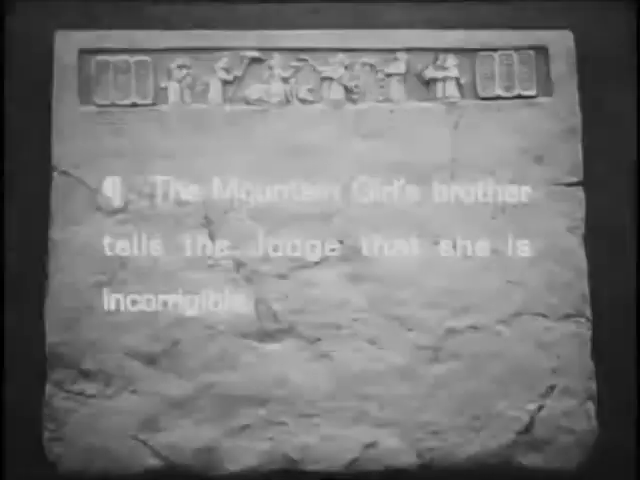 ¶ The Mountain Girl's brother
tells the Judge that she is
incorrigible.